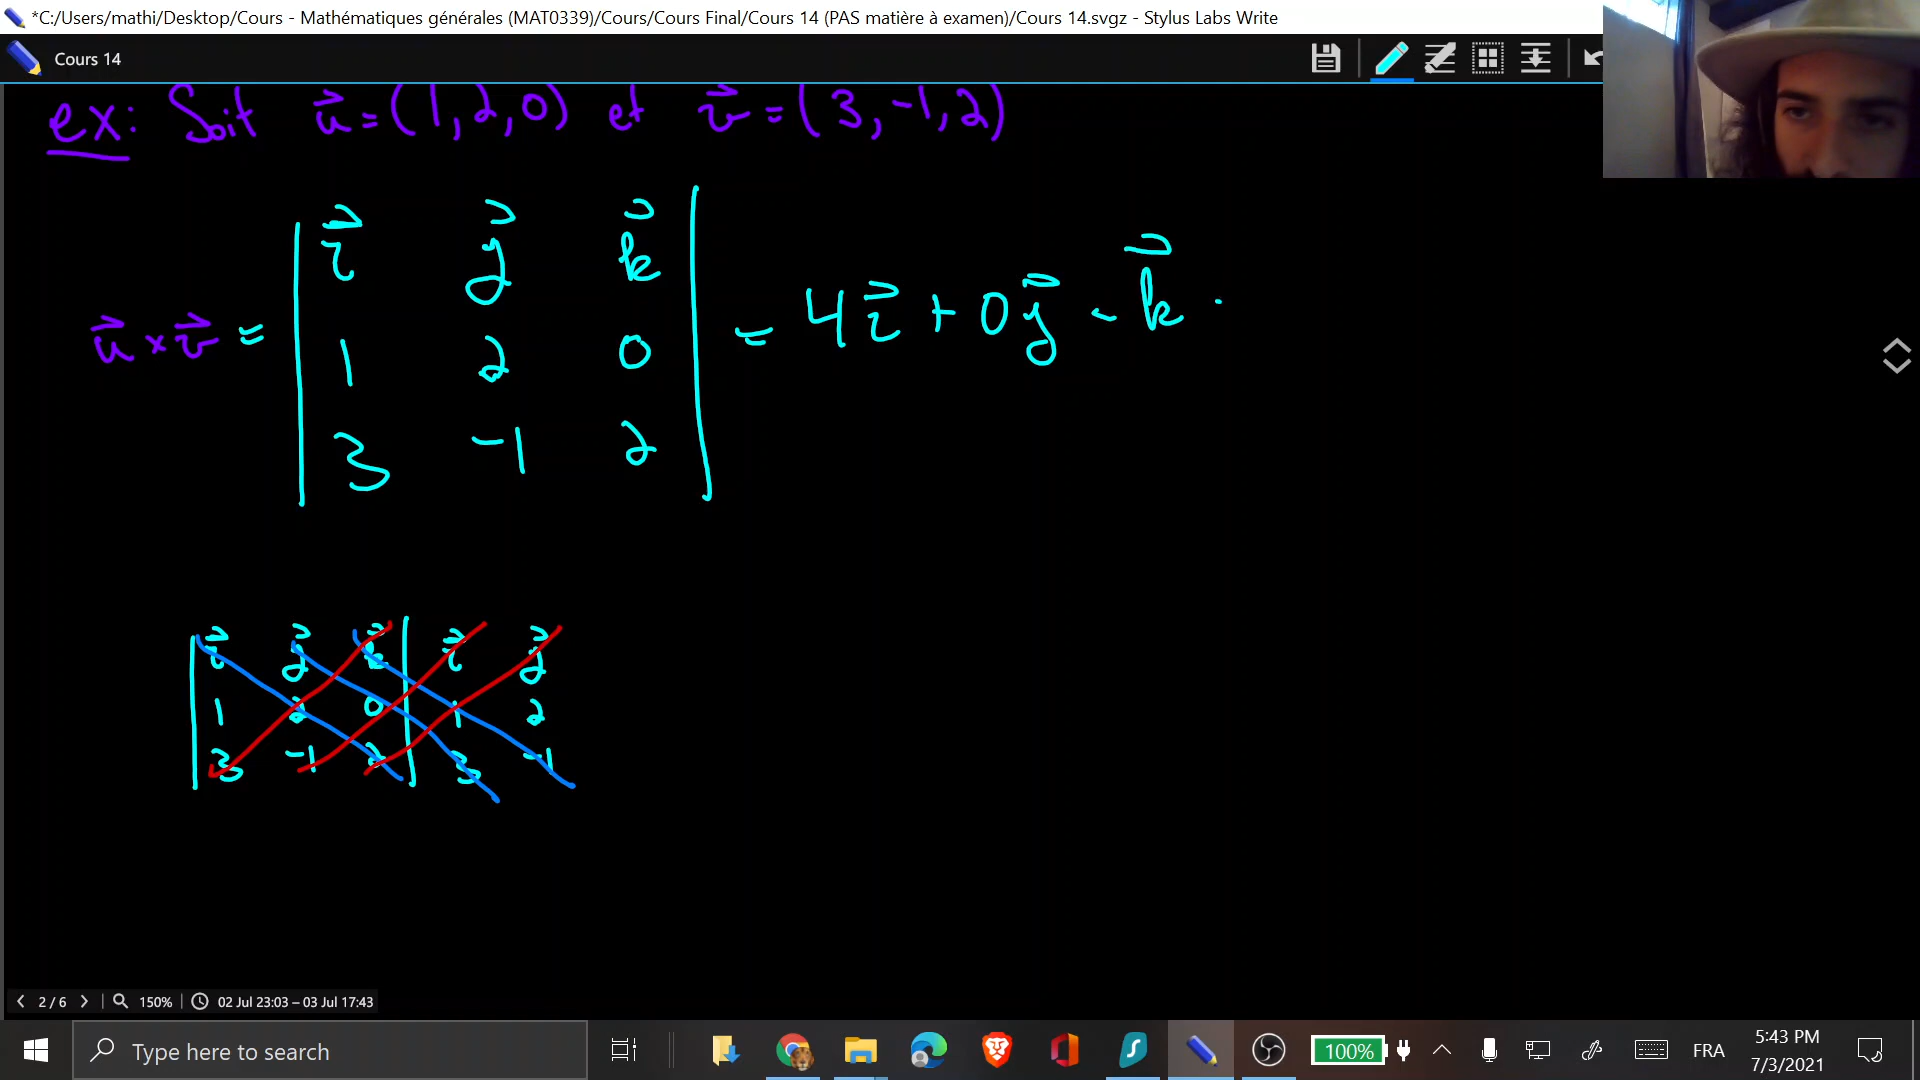 *C:/Users/mathi/Desktop/Cours - Mathématiques générales (MAT0339)/Cours/Cours Final/Cours 14 (PAS matière à examen)/Cours 14.svgz - Stylus Labs Write
Cours 14
ex: Soit u⃗ = (1, 2, 0) et v⃗ = (3, -1, 2)
i⃗ j⃗ k⃗
u⃗ × v⃗ = | 1 2 0 | = 4i⃗ + 0j⃗ - k⃗ ·
3 -1 2
i⃗ j⃗ k⃗ | i⃗ j⃗
1 2 0 | 1 2
3 -1 2 | 3 -1
2 / 6 150% 02 Jul 23:03 – 03 Jul 17:43
Type here to search
100%
FRA
5:43 PM
7/3/2021